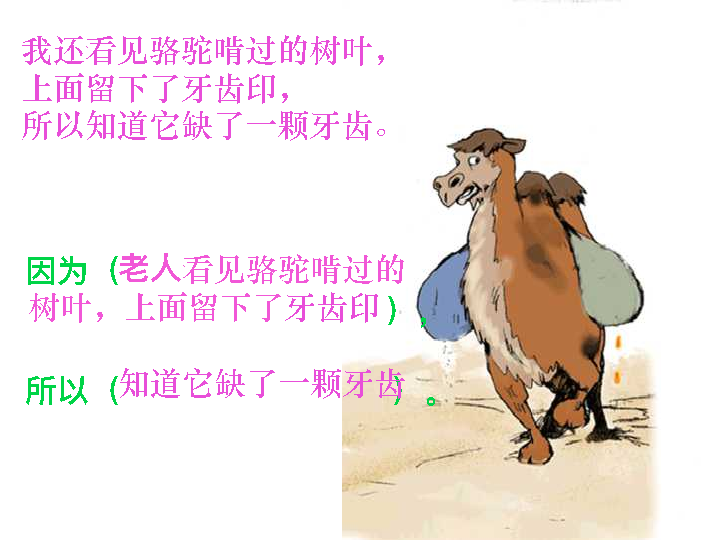 我还看见骆驼啃过的树叶，
上面留下了牙齿印，
所以知道它缺了一颗牙齿。
因为（老人看见骆驼啃过的
树叶，上面留下了牙齿印），
所以（知道它缺了一颗牙齿）。